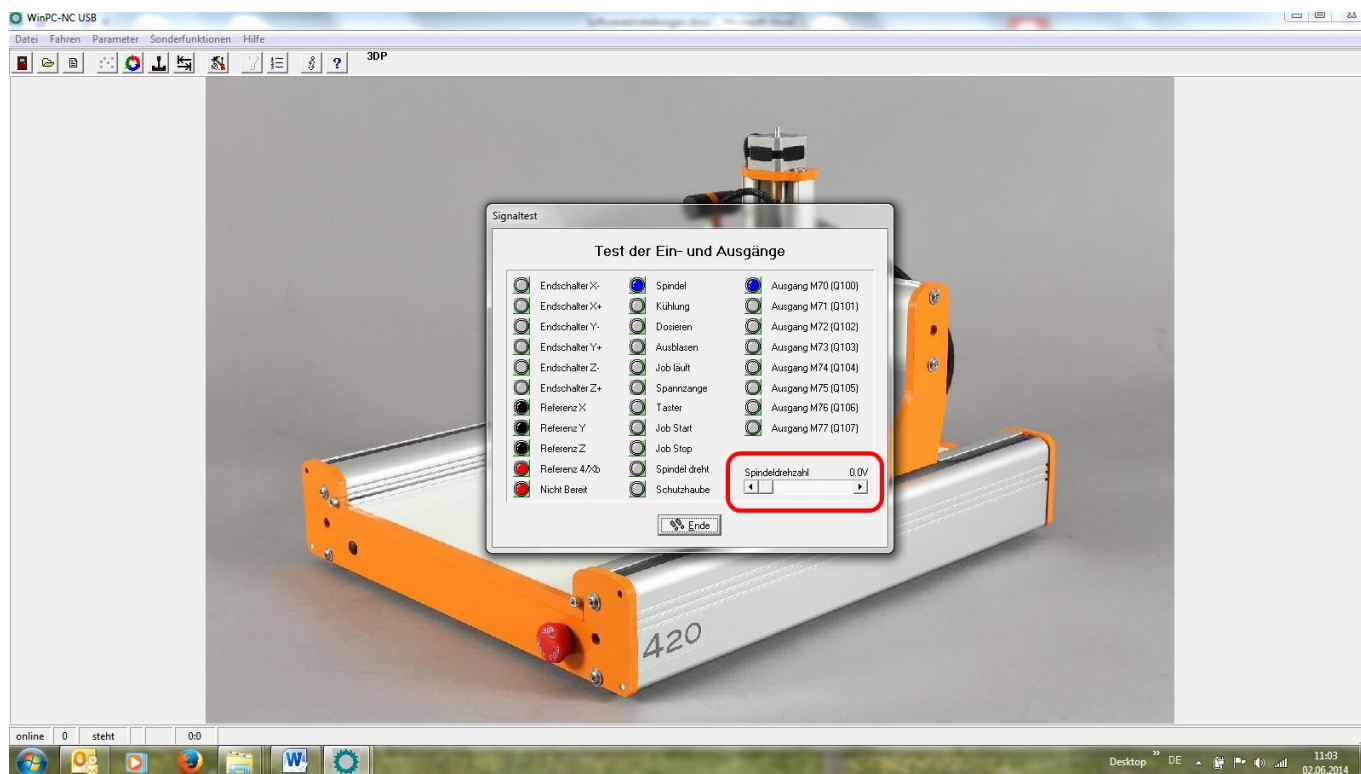 WinPC-NC USB
Datei Fahren Parameter Sonderfunktionen Hilfe
3DP
Signaltest
Test der Ein- und Ausgänge
Endschalter X- Spindel Ausgang M70 (Q100)
Endschalter X+ Kühlung Ausgang M71 (Q101)
Endschalter Y- Dosieren Ausgang M72 (Q102)
Endschalter Y+ Ausblasen Ausgang M73 (Q103)
Endschalter Z- Job läuft Ausgang M74 (Q104)
Endschalter Z+ Spannzange Ausgang M75 (Q105)
Referenz X Taster Ausgang M76 (Q106)
Referenz Y Job Start Ausgang M77 (Q107)
Referenz Z Job Stop
Referenz 4/Xb Spindel dreht Spindeldrehzahl 0.0V
Nicht Bereit Schutzhaube
Ende
420
online 0 steht 0:0
Desktop » DE 11:03
02.06.2014